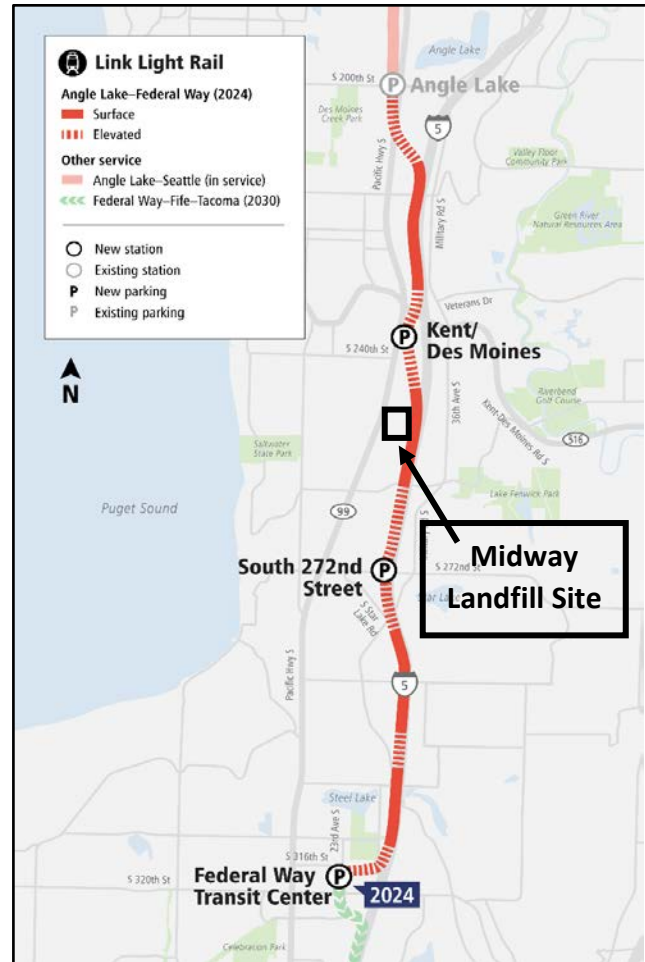 Link Light Rail
Angle Lake–Federal Way (2024)
Surface
Elevated
Other service
Angle Lake–Seattle (in service)
Federal Way–Fife–Tacoma (2030)
New station
Existing station
P New parking
P Existing parking
N
Angle Lake
S 200th St
P Angle Lake
Des Moines
Creek Park
Pacific Hwy S
5
Military Rd S
Valley Floor
Community Park
Green River
Natural Resources Area
Veterans Dr
P Kent/
Des Moines
S 240th St
36th Ave S
Kent-Des Moines Rd S
Riverbend
Golf Course
516
Saltwater
State Park
Puget Sound
99
Lake Fenwick Park
Midway
Landfill Site
South 272nd
Street
P
S 272nd St
Star Lake
S Star
Lake Rd
Pacific Hwy S
5
Steel Lake
23rd Ave S
S 316th St
S 320th St
Federal Way
Transit Center
P
2024
Celebration Park